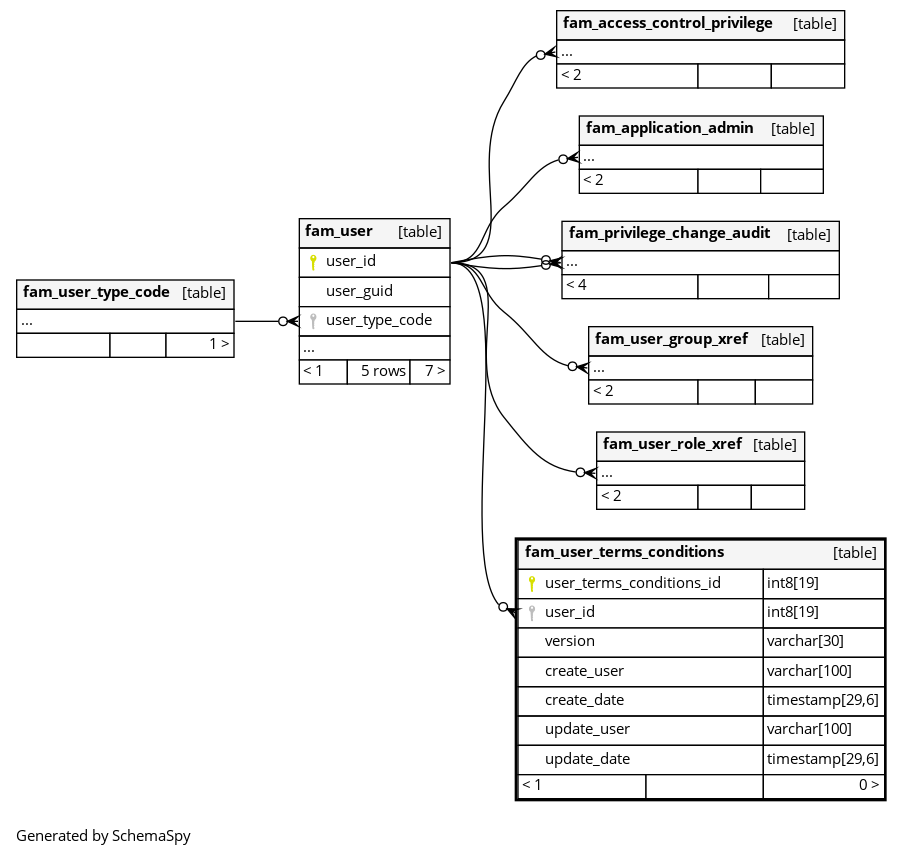 fam_access_control_privilege [table]
...
< 2
fam_application_admin [table]
...
< 2
fam_user [table]
user_id
user_guid
user_type_code
...
< 1 5 rows 7 >
fam_privilege_change_audit [table]
...
< 4
fam_user_type_code [table]
...
1 >
fam_user_group_xref [table]
...
< 2
fam_user_role_xref [table]
...
< 2
fam_user_terms_conditions [table]
user_terms_conditions_id int8[19]
user_id int8[19]
version varchar[30]
create_user varchar[100]
create_date timestamp[29,6]
update_user varchar[100]
update_date timestamp[29,6]
< 1 0 >
Generated by SchemaSpy